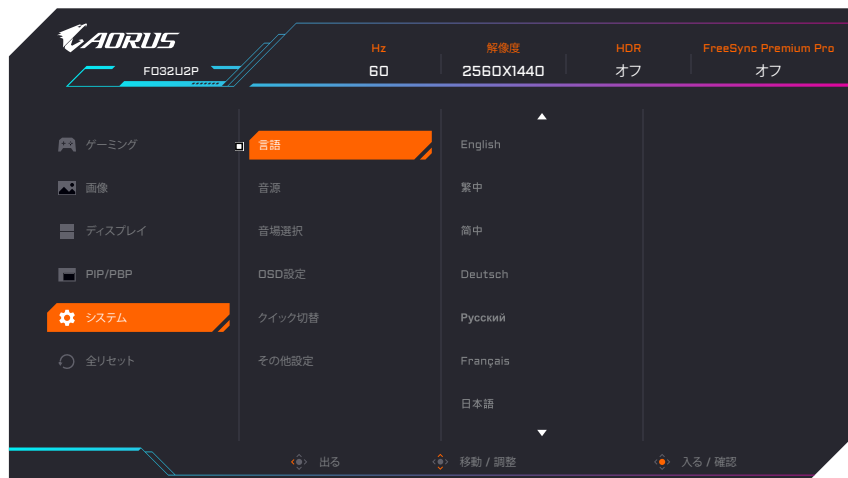 AORUS
FO32U2P
Hz
60
解像度
2560X1440
HDR
オフ
FreeSync Premium Pro
オフ
ゲーミング
画像
ディスプレイ
PIP/PBP
システム
全リセット
言語
音源
音場選択
OSD設定
クイック切替
その他設定
English
繁中
简中
Deutsch
Русский
Français
日本語
出る
移動 / 調整
入る / 確認